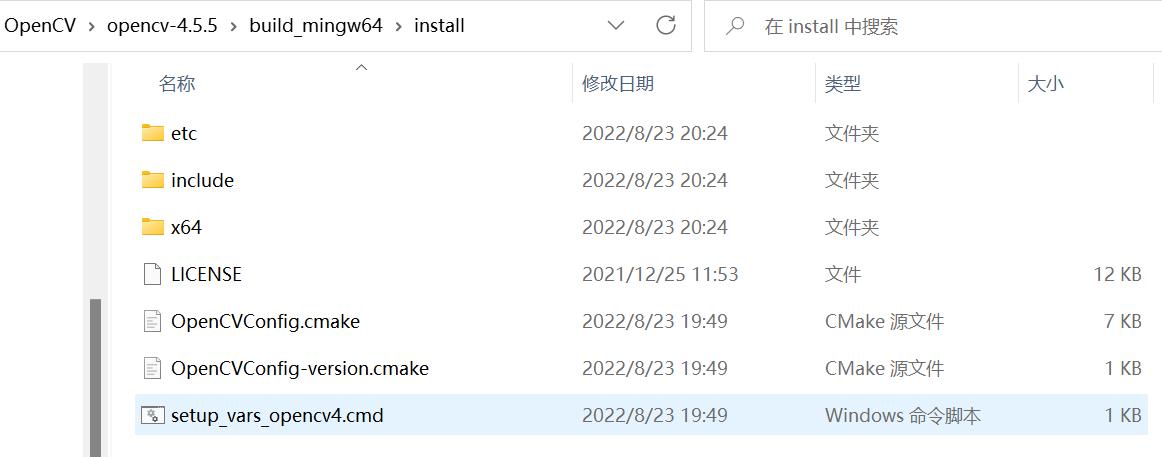 OpenCV › opencv-4.5.5 › build_mingw64 › install 在 install 中搜索
名称 修改日期 类型 大小
etc 2022/8/23 20:24 文件夹
include 2022/8/23 20:24 文件夹
x64 2022/8/23 20:24 文件夹
LICENSE 2021/12/25 11:53 文件 12 KB
OpenCVConfig.cmake 2022/8/23 19:49 CMake 源文件 7 KB
OpenCVConfig-version.cmake 2022/8/23 19:49 CMake 源文件 1 KB
setup_vars_opencv4.cmd 2022/8/23 19:49 Windows 命令脚本 1 KB